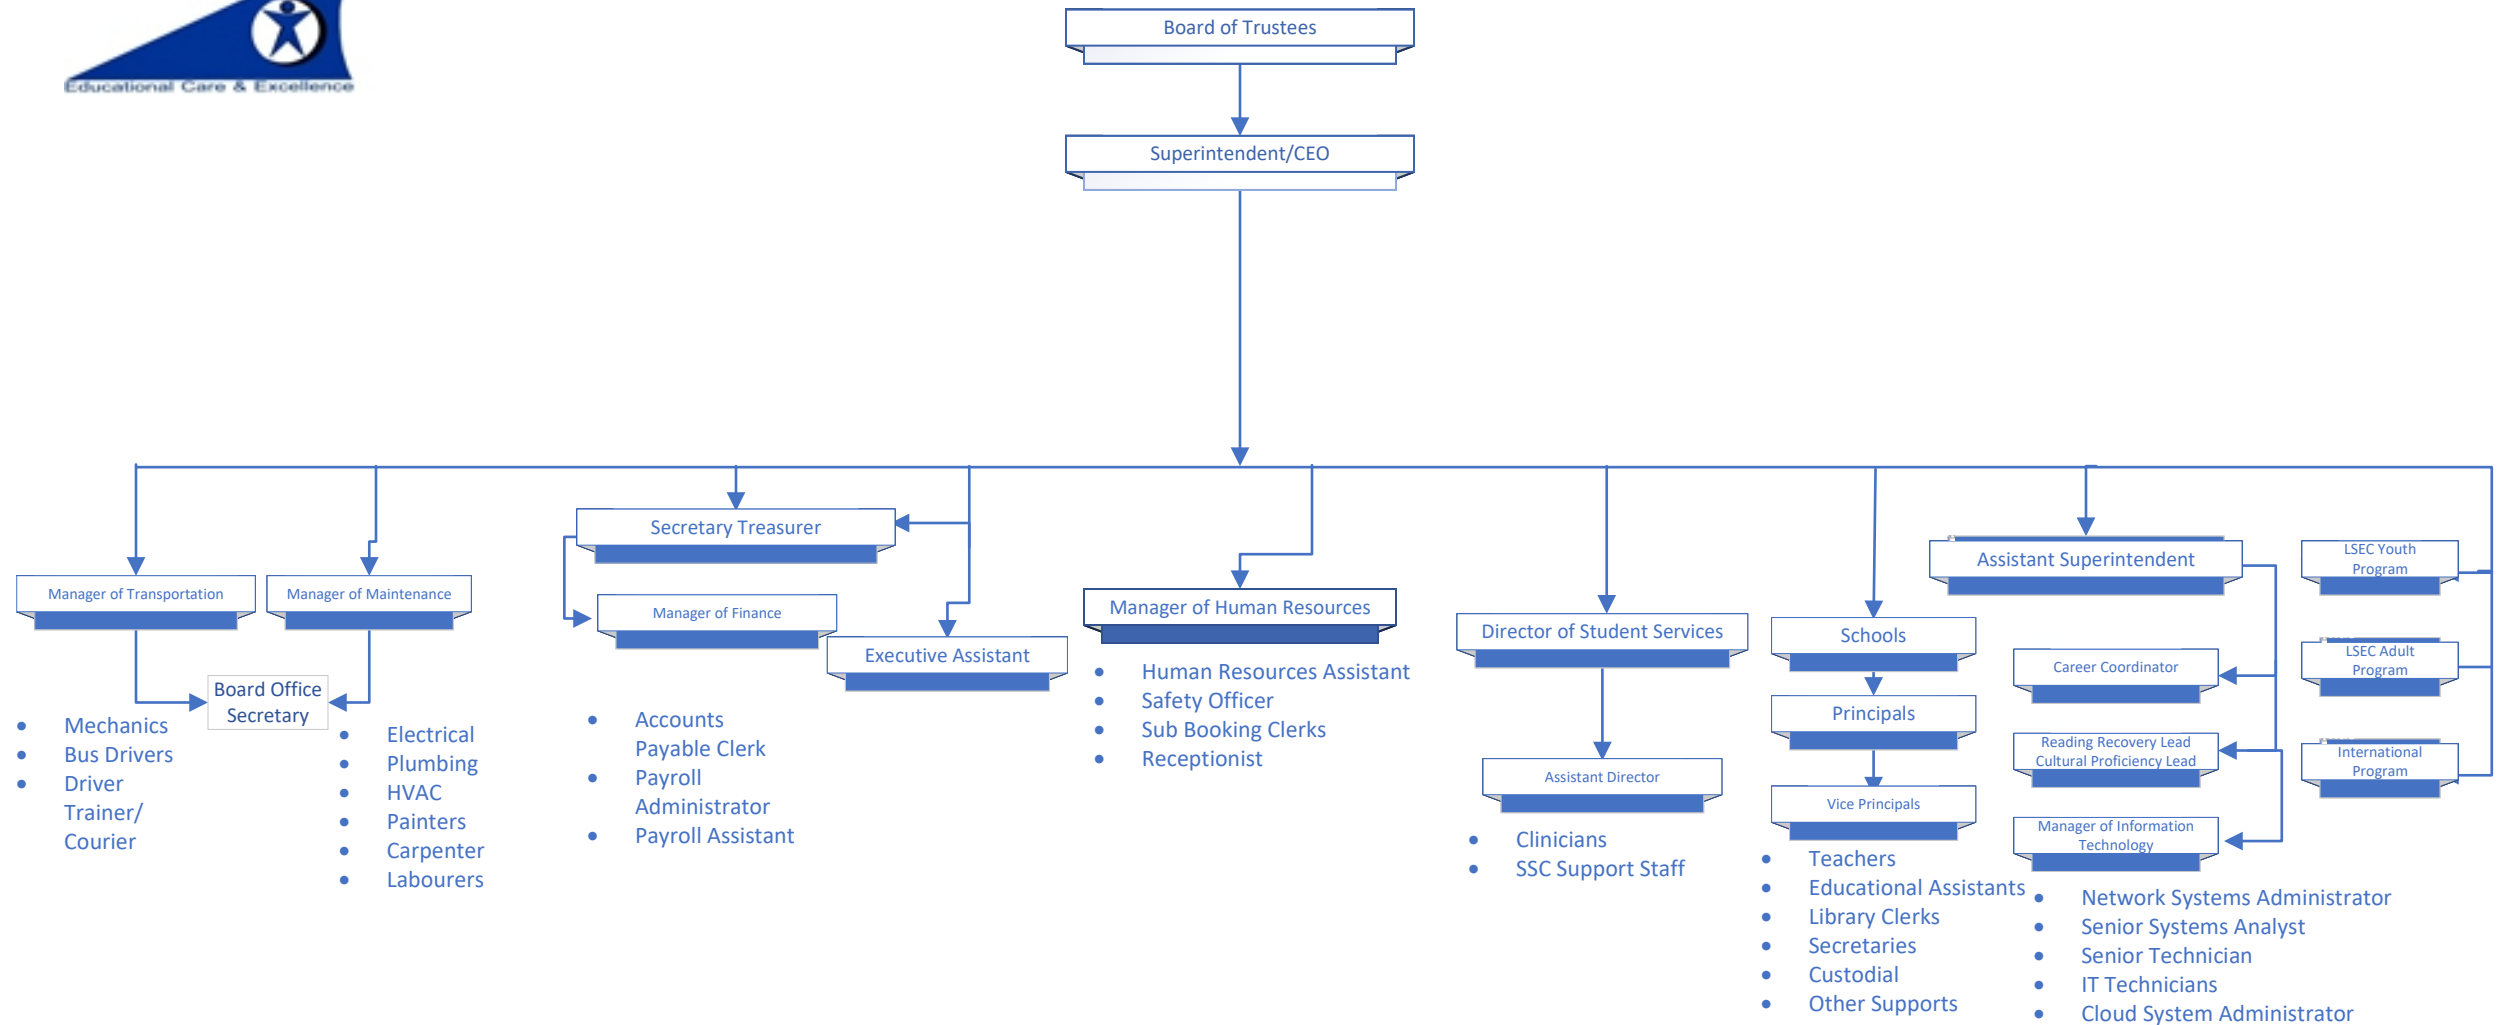 Educational Care & Excellence
Board of Trustees
Superintendent/CEO
Secretary Treasurer
Manager of Transportation
Manager of Maintenance
Manager of Finance
Executive Assistant
Board Office
Secretary
• Mechanics
• Bus Drivers
• Driver
Trainer/
Courier
• Electrical
• Plumbing
• HVAC
• Painters
• Carpenter
• Labourers
• Accounts
Payable Clerk
• Payroll
Administrator
• Payroll Assistant
Manager of Human Resources
• Human Resources Assistant
• Safety Officer
• Sub Booking Clerks
• Receptionist
Director of Student Services
Assistant Director
• Clinicians
• SSC Support Staff
Schools
Principals
Vice Principals
• Teachers
• Educational Assistants
• Library Clerks
• Secretaries
• Custodial
• Other Supports
Assistant Superintendent
Career Coordinator
Reading Recovery Lead
Cultural Proficiency Lead
Manager of Information
Technology
• Network Systems Administrator
• Senior Systems Analyst
• Senior Technician
• IT Technicians
• Cloud System Administrator
LSEC Youth
Program
LSEC Adult
Program
International
Program